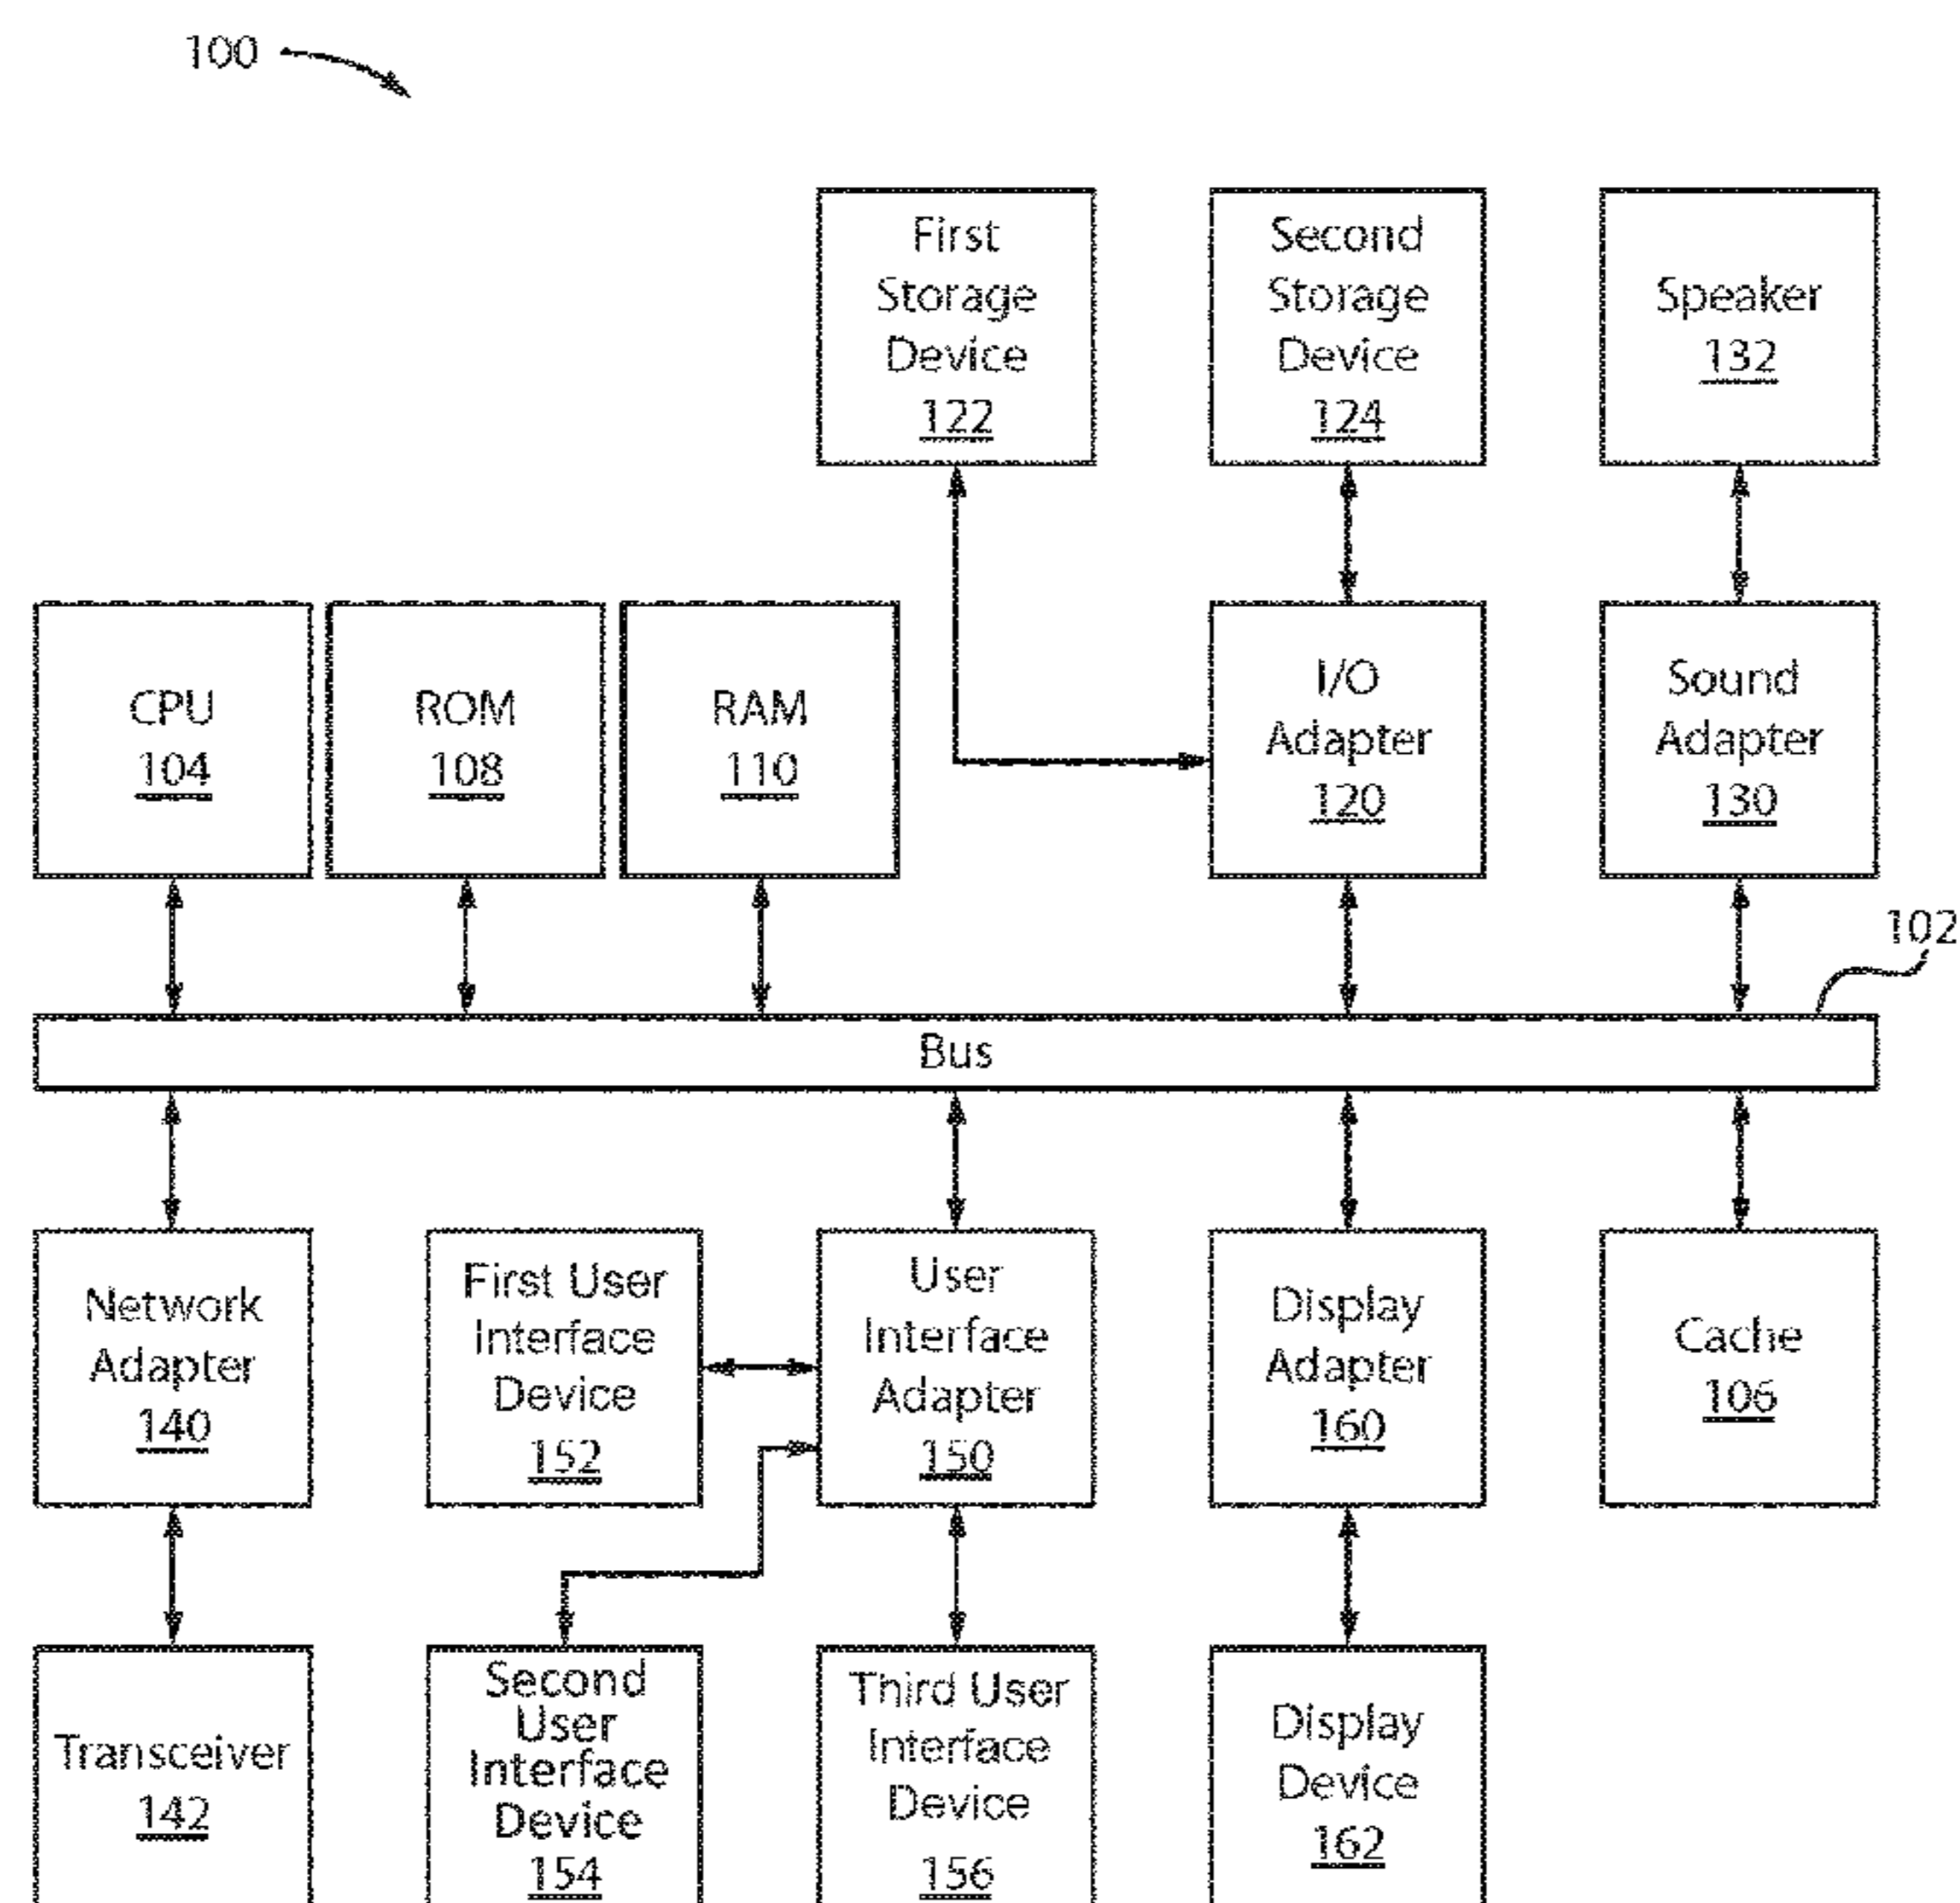 100
First
Storage
Device
122
Second
Storage
Device
124
Speaker
132
CPU
104
ROM
108
RAM
110
I/O
Adapter
120
Sound
Adapter
130
102
Bus
Network
Adapter
140
First User
Interface
Device
152
User
Interface
Adapter
150
Display
Adapter
160
Cache
106
Transceiver
142
Second
User
Interface
Device
154
Third User
Interface
Device
156
Display
Device
162